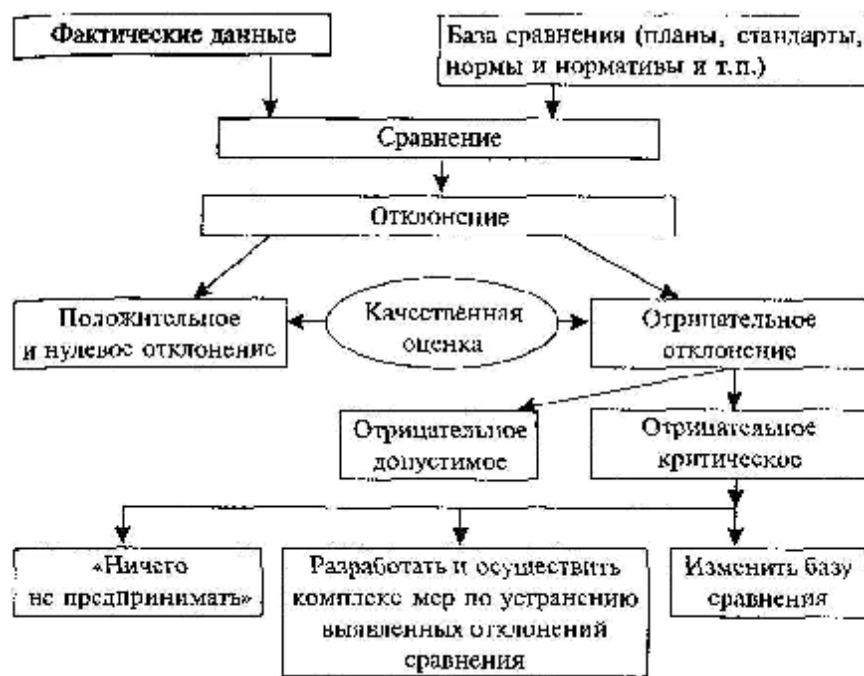 Фактические данные
База сравнения (планы, стандарты,
нормы и нормативы и т.п.)
Сравнение
Отклонение
Положительное
и нулевое отклонение
Качественная
оценка
Отрицательное
отклонение
Отрицательное
допустимое
Отрицательное
критическое
«Ничего
не предпринимать»
Разработать и осуществить
комплекс мер по устранению
выявленных отклонений
сравнения
Изменить базу
сравнения